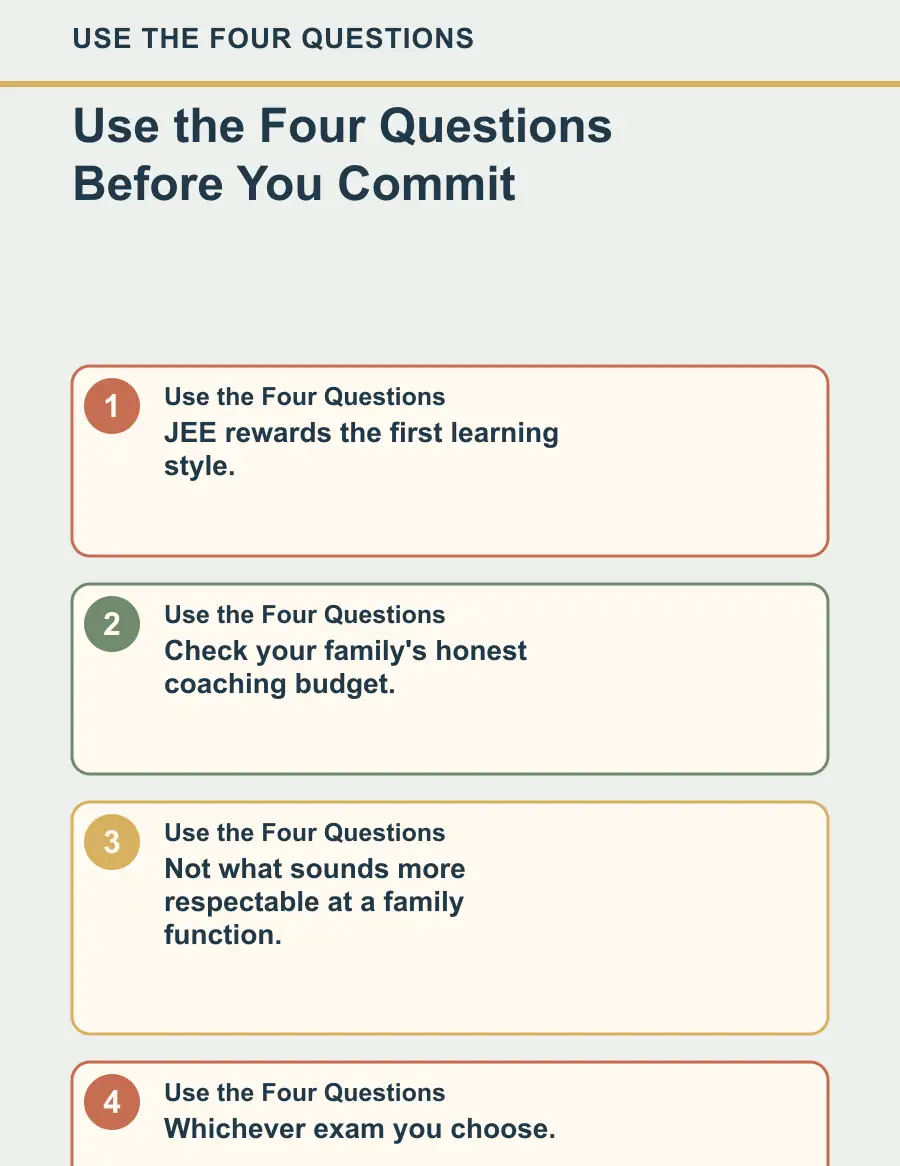 USE THE FOUR QUESTIONS
Use the Four Questions
Before You Commit
1
Use the Four Questions
JEE rewards the first learning
style.
2
Use the Four Questions
Check your family's honest
coaching budget.
3
Use the Four Questions
Not what sounds more
respectable at a family
function.
4
Use the Four Questions
Whichever exam you choose.